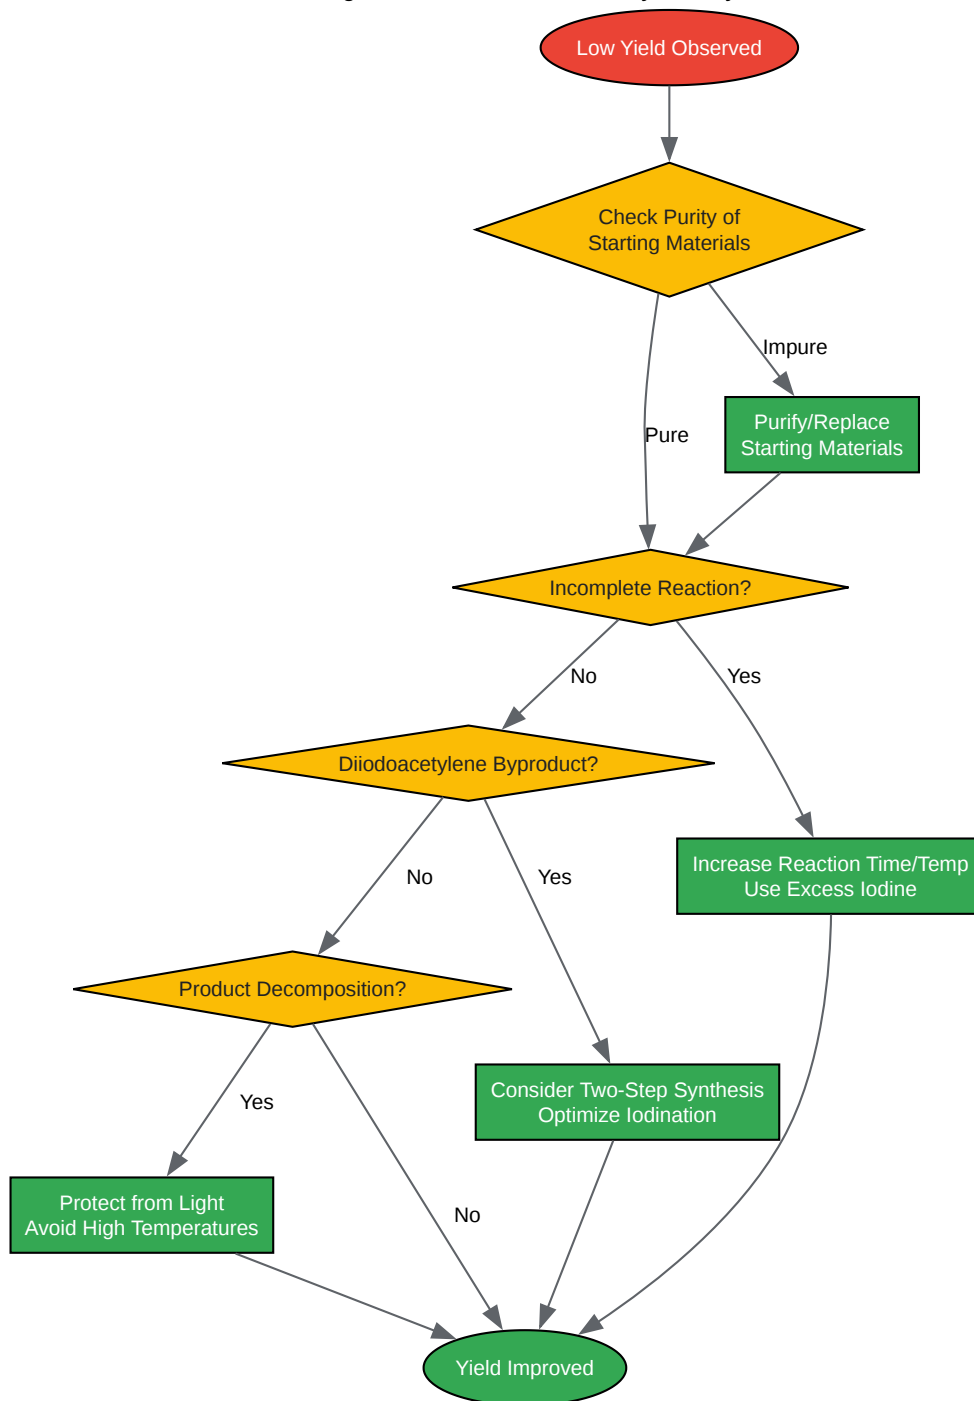 Low Yield Observed
Check Purity of
Starting Materials
Impure
Purify/Replace
Starting Materials
Pure
Incomplete Reaction?
No
Yes
Diiodoacetylene Byproduct?
Increase Reaction Time/Temp
Use Excess Iodine
No
Yes
Product Decomposition?
Consider Two-Step Synthesis
Optimize Iodination
Yes
Protect from Light
Avoid High Temperatures
No
Yield Improved